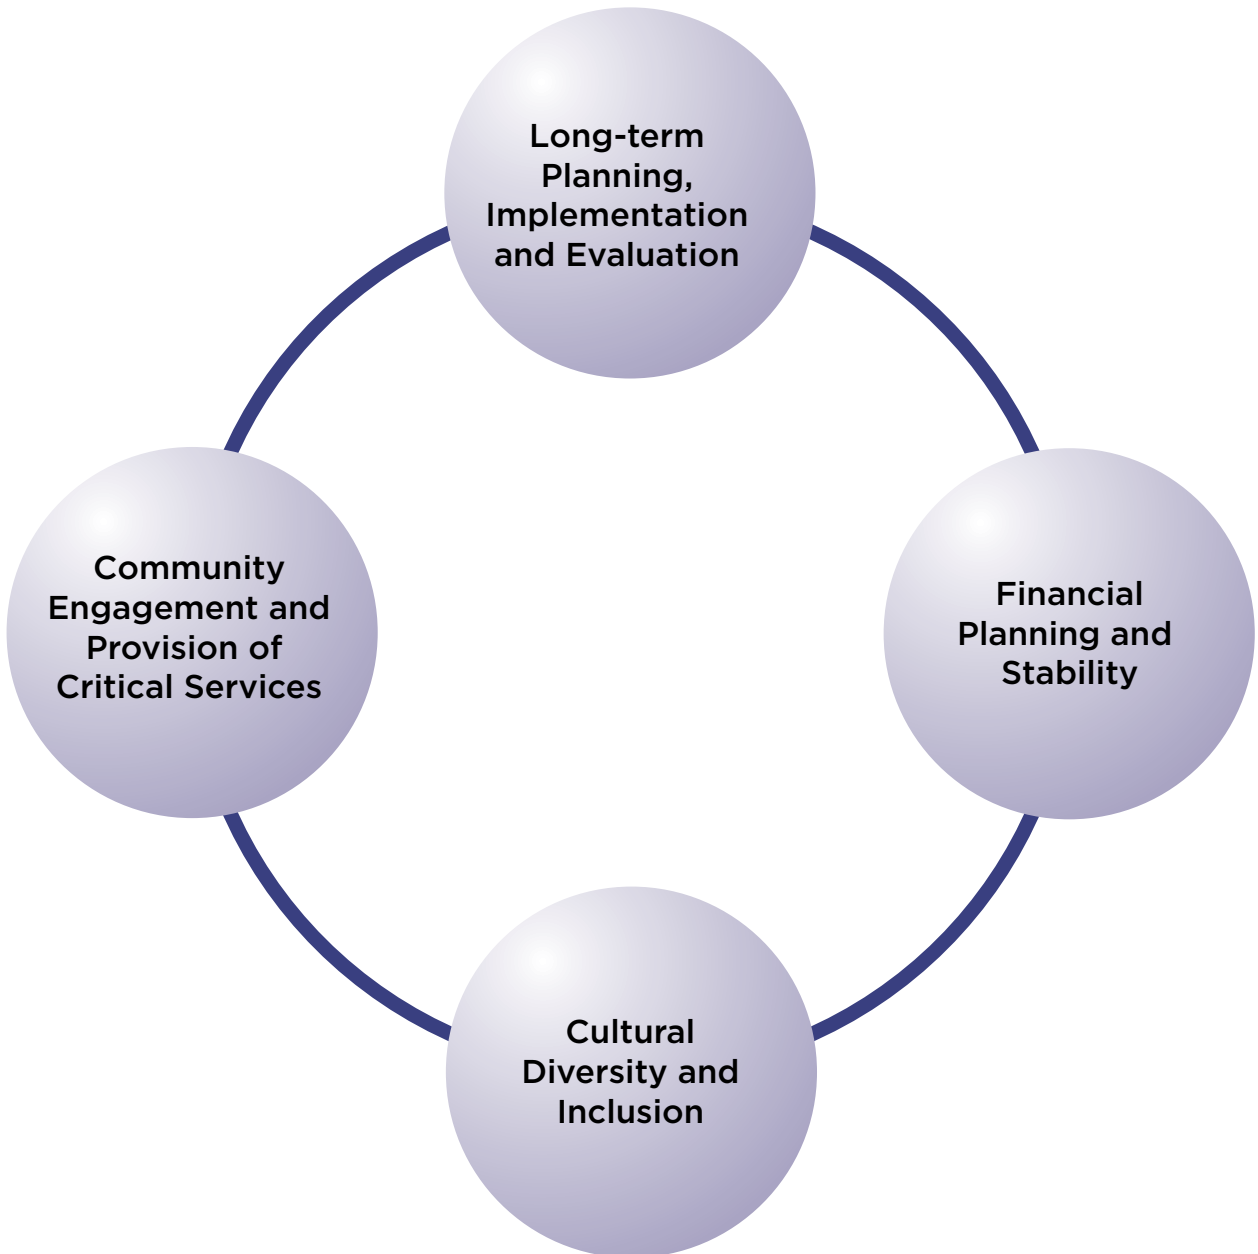 Long-term
Planning,
Implementation
and Evaluation
Community
Engagement and
Provision of
Critical Services
Financial
Planning and
Stability
Cultural
Diversity and
Inclusion